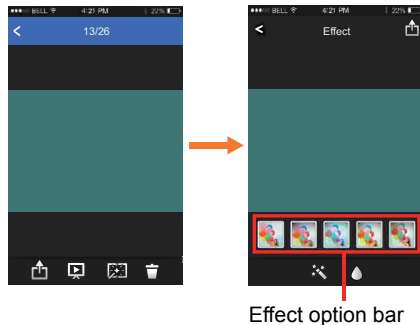 BELL 4:21 PM 22%
13/26
BELL 4:21 PM 22%
Effect
Effect option bar